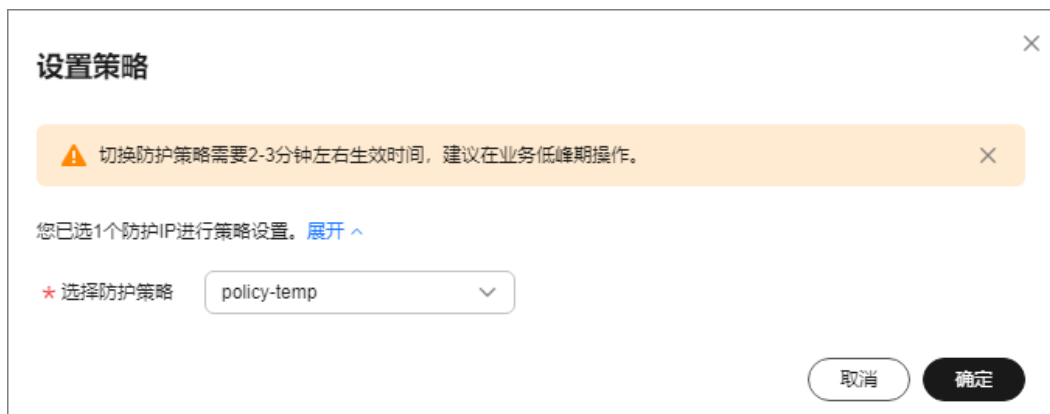 设置策略
切换防护策略需要2-3分钟左右生效时间，建议在业务低峰期操作。
您已选1个防护IP进行策略设置。展开
* 选择防护策略 policy-temp
取消 确定